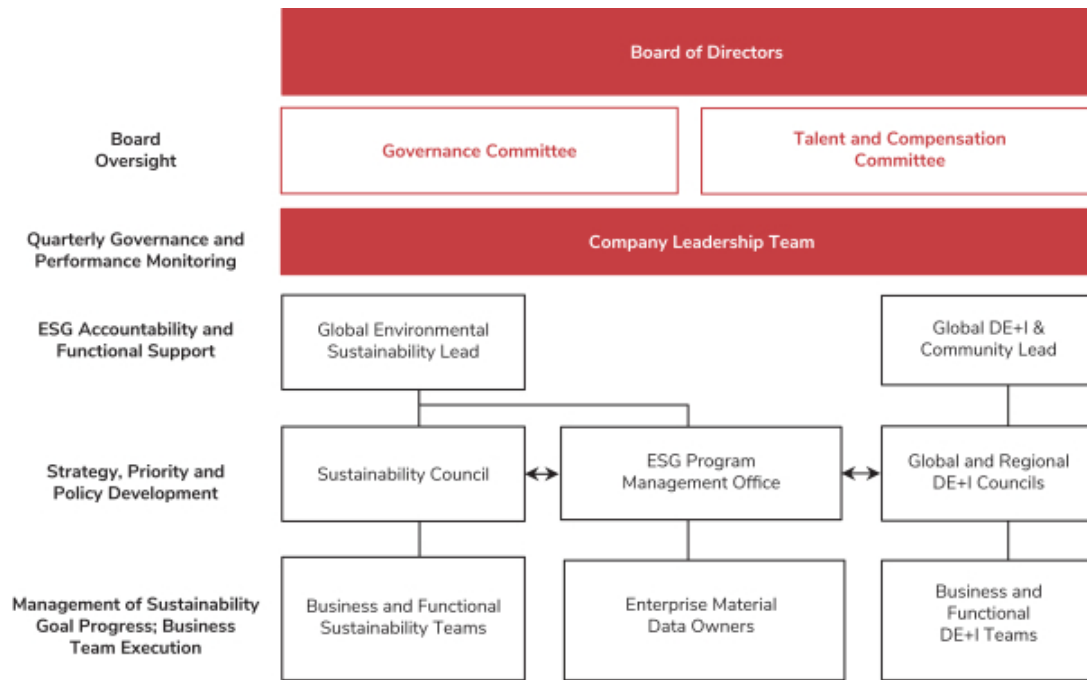 Board of Directors
Board
Oversight
Governance Committee
Talent and Compensation
Committee
Quarterly Governance and
Performance Monitoring
Company Leadership Team
ESG Accountability and
Functional Support
Global Environmental
Sustainability Lead
Global DE+I &
Community Lead
Strategy, Priority and
Policy Development
Sustainability Council
ESG Program
Management Office
Global and Regional
DE+I Councils
Management of Sustainability
Goal Progress; Business
Team Execution
Business and Functional
Sustainability Teams
Enterprise Material
Data Owners
Business and
Functional
DE+I Teams